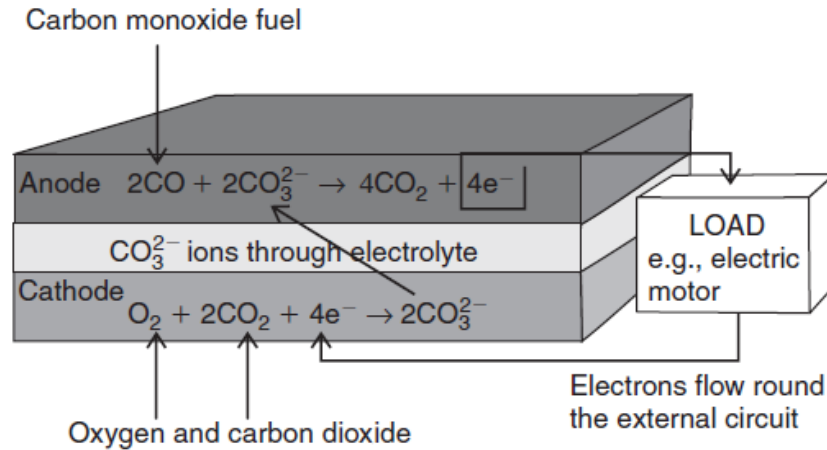 Carbon monoxide fuel
Anode 2CO + 2CO₃²⁻ → 4CO₂ + 4e⁻
CO₃²⁻ ions through electrolyte
Cathode
O₂ + 2CO₂ + 4e⁻ → 2CO₃²⁻
LOAD
e.g., electric
motor
Electrons flow round
the external circuit
Oxygen and carbon dioxide